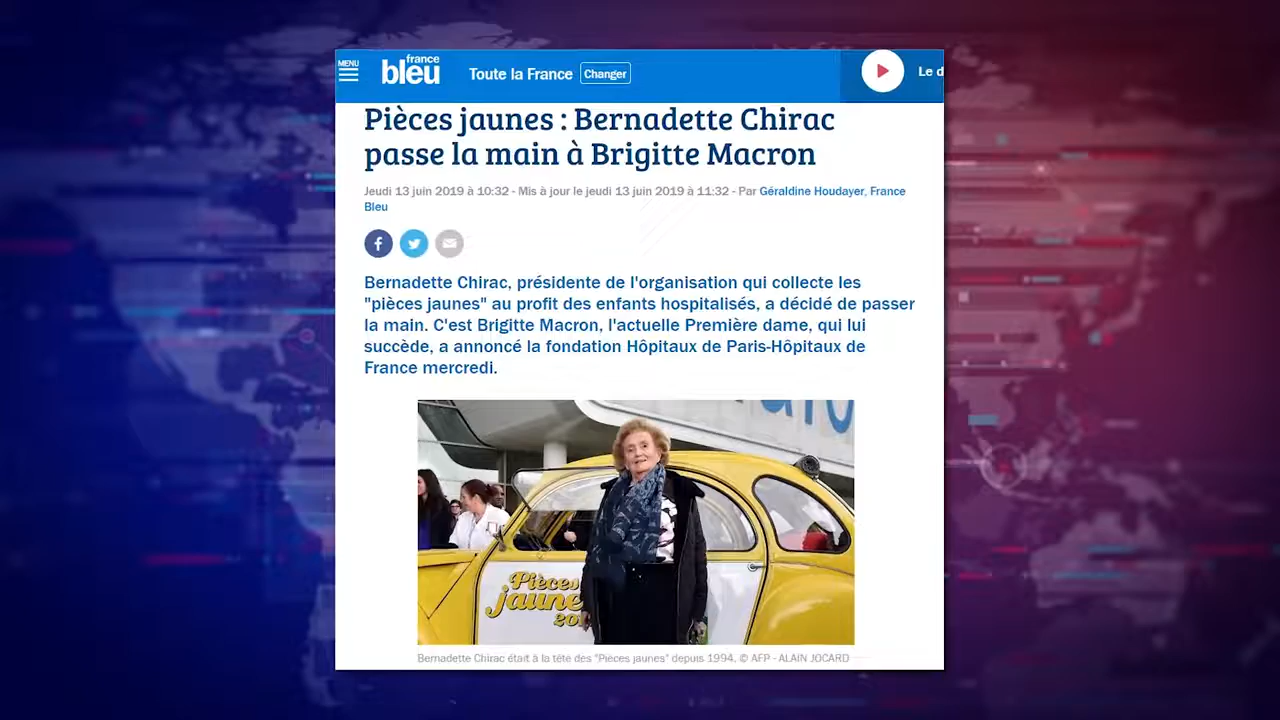 MENU
france
bleu
Toute la France
Changer
Le d
Pièces jaunes : Bernadette Chirac
passe la main à Brigitte Macron
Jeudi 13 juin 2019 à 10:32 - Mis à jour le jeudi 13 juin 2019 à 11:32 - Par Géraldine Houdayer, France
Bleu
Bernadette Chirac, présidente de l'organisation qui collecte les
"pièces jaunes" au profit des enfants hospitalisés, a décidé de passer
la main. C'est Brigitte Macron, l'actuelle Première dame, qui lui
succède, a annoncé la fondation Hôpitaux de Paris-Hôpitaux de
France mercredi.
Pièces
jaune
20
Bernadette Chirac était à la tête des "Pièces jaunes" depuis 1994. © AFP - ALAIN JOCARD